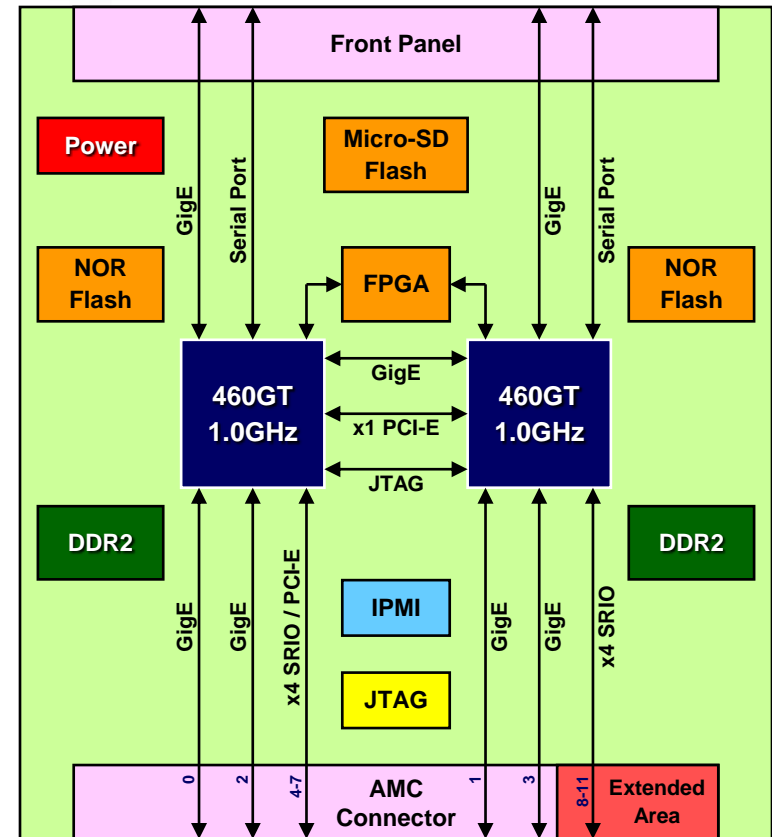 Front Panel
Power
Micro-SD
Flash
GigE
Serial Port
GigE
Serial Port
NOR
Flash
FPGA
NOR
Flash
460GT
1.0GHz
GigE
x1 PCI-E
JTAG
460GT
1.0GHz
DDR2
DDR2
GigE
GigE
x4 SRIO / PCI-E
IPMI
JTAG
GigE
GigE
x4 SRIO
0
2
4-7
AMC
Connector
1
3
8-11
Extended
Area